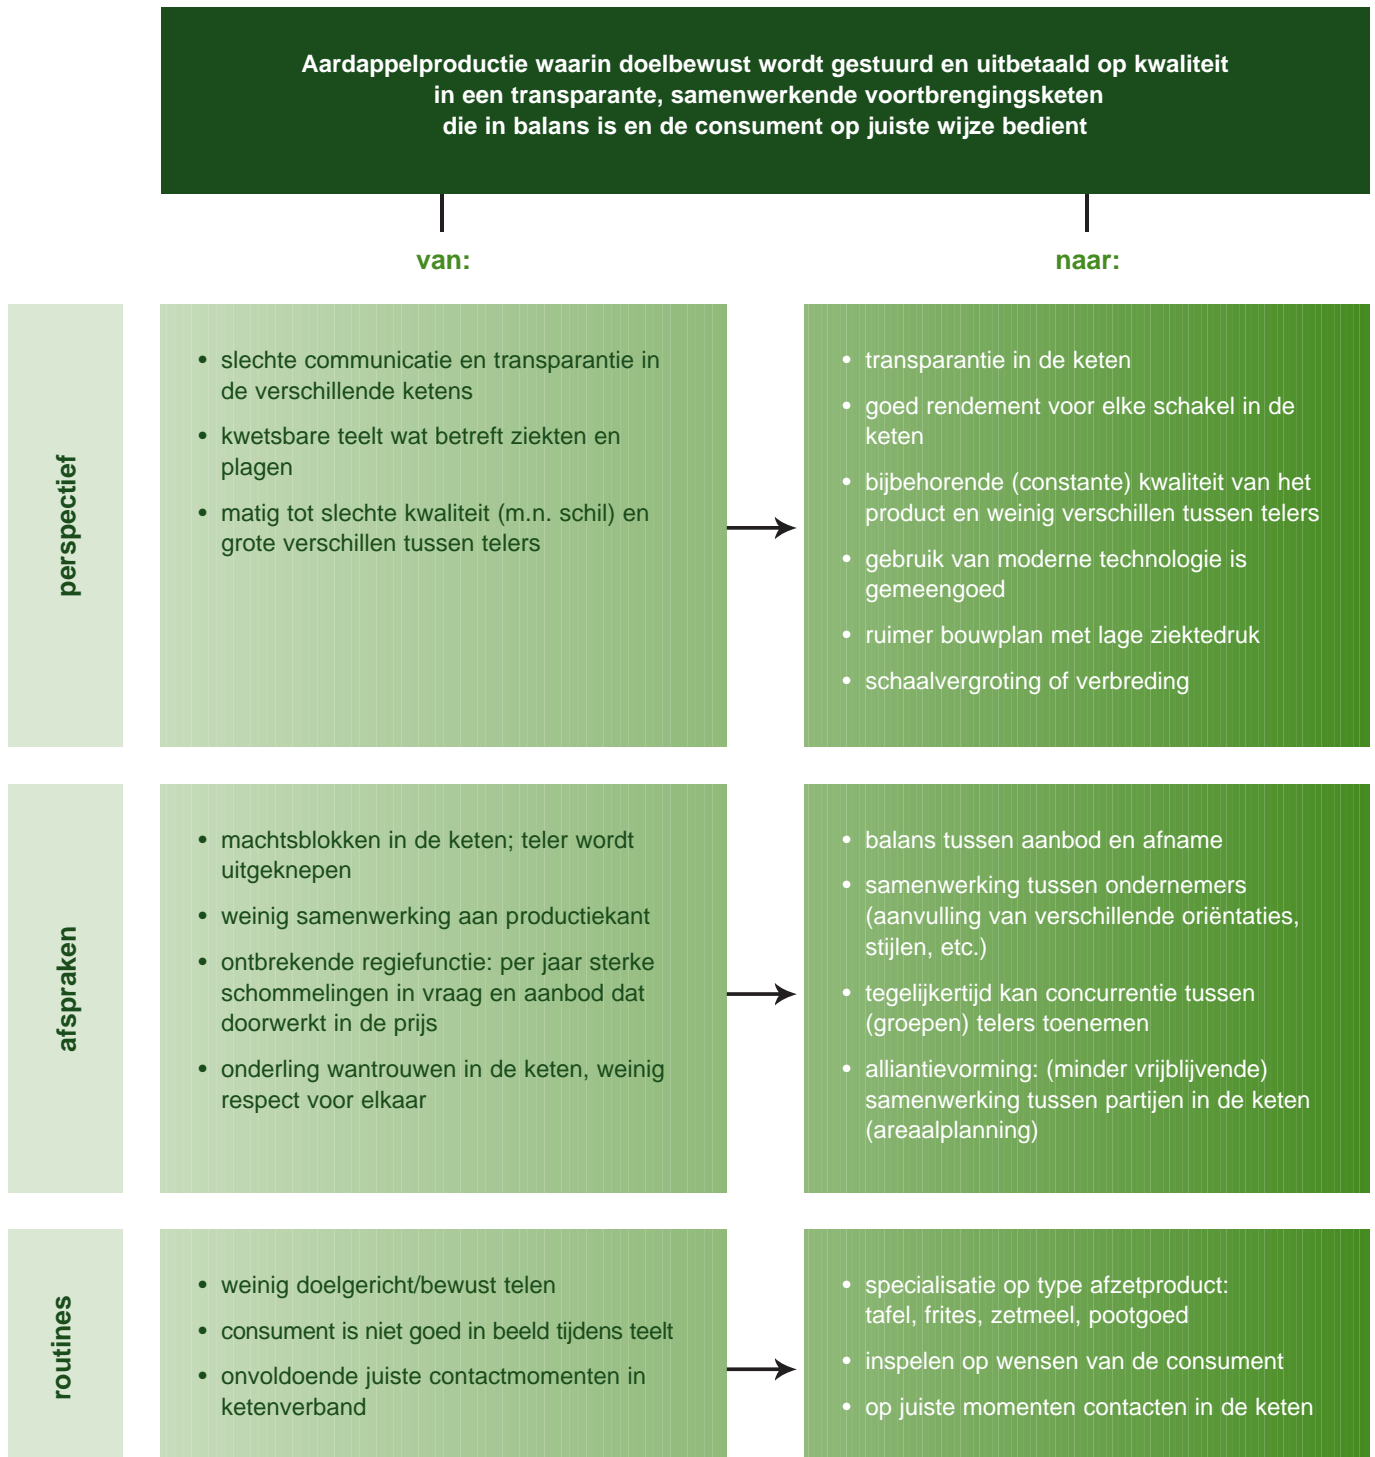 Aardappelproductie waarin doelbewust wordt gestuurd en uitbetaald op kwaliteit
in een transparante, samenwerkende voortbrengingsketen
die in balans is en de consument op juiste wijze bedient
van:
naar:
perspectief
• slechte communicatie en transparantie in
de verschillende ketens
• kwetsbare teelt wat betreft ziekten en
plagen
• matig tot slechte kwaliteit (m.n. schil) en
grote verschillen tussen telers
• transparantie in de keten
• goed rendement voor elke schakel in de
keten
• bijbehorende (constante) kwaliteit van het
product en weinig verschillen tussen telers
• gebruik van moderne technologie is
gemeengoed
• ruimer bouwplan met lage ziektedruk
• schaalvergroting of verbreding
afspraken
• machtsblokken in de keten; teler wordt
uitgeknepen
• weinig samenwerking aan productiekant
• ontbrekende regiefunctie: per jaar sterke
schommelingen in vraag en aanbod dat
doorwerkt in de prijs
• onderling wantrouwen in de keten, weinig
respect voor elkaar
• balans tussen aanbod en afname
• samenwerking tussen ondernemers
(aanvulling van verschillende oriëntaties,
stijlen, etc.)
• tegelijkertijd kan concurrentie tussen
(groepen) telers toenemen
• alliantievorming: (minder vrijblijvende)
samenwerking tussen partijen in de keten
(areaalplanning)
routines
• weinig doelgericht/bewust telen
• consument is niet goed in beeld tijdens teelt
• onvoldoende juiste contactmomenten in
ketenverband
• specialisatie op type afzetproduct:
tafel, frites, zetmeel, pootgoed
• inspelen op wensen van de consument
• op juiste momenten contacten in de keten